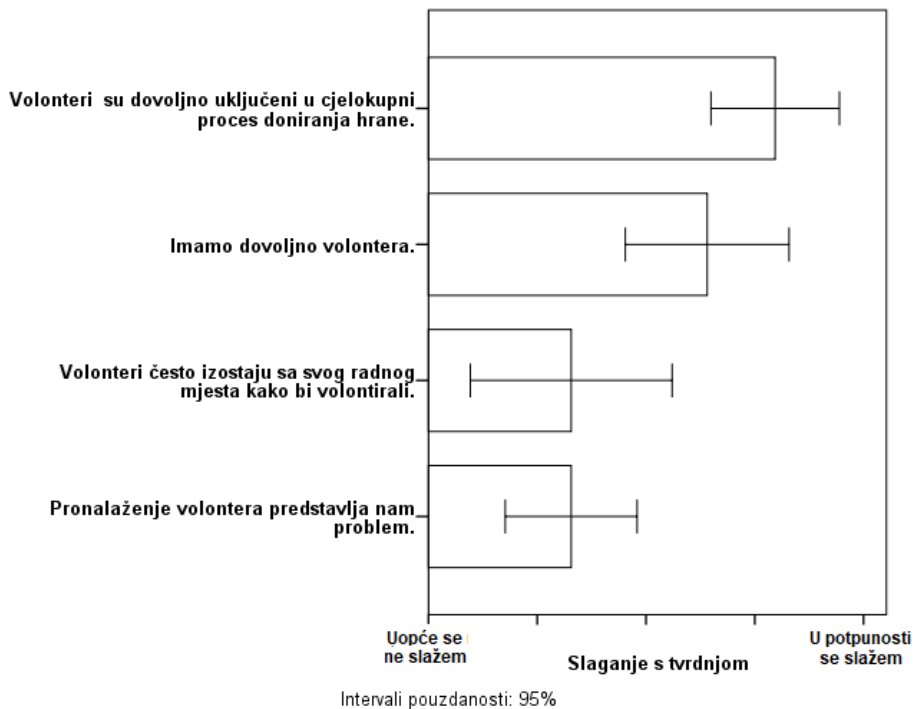 Volonteri su dovoljno uključeni u cjelokupni
proces doniranja hrane.
Imamo dovoljno volontera.
Volonteri često izostaju sa svog radnog
mjesta kako bi volontirali.
Pronalaženje volontera predstavlja nam
problem.
Uopće se
ne slažem
U potpunosti
se slažem
Slaganje s tvrdnjom
Intervali pouzdanosti: 95%